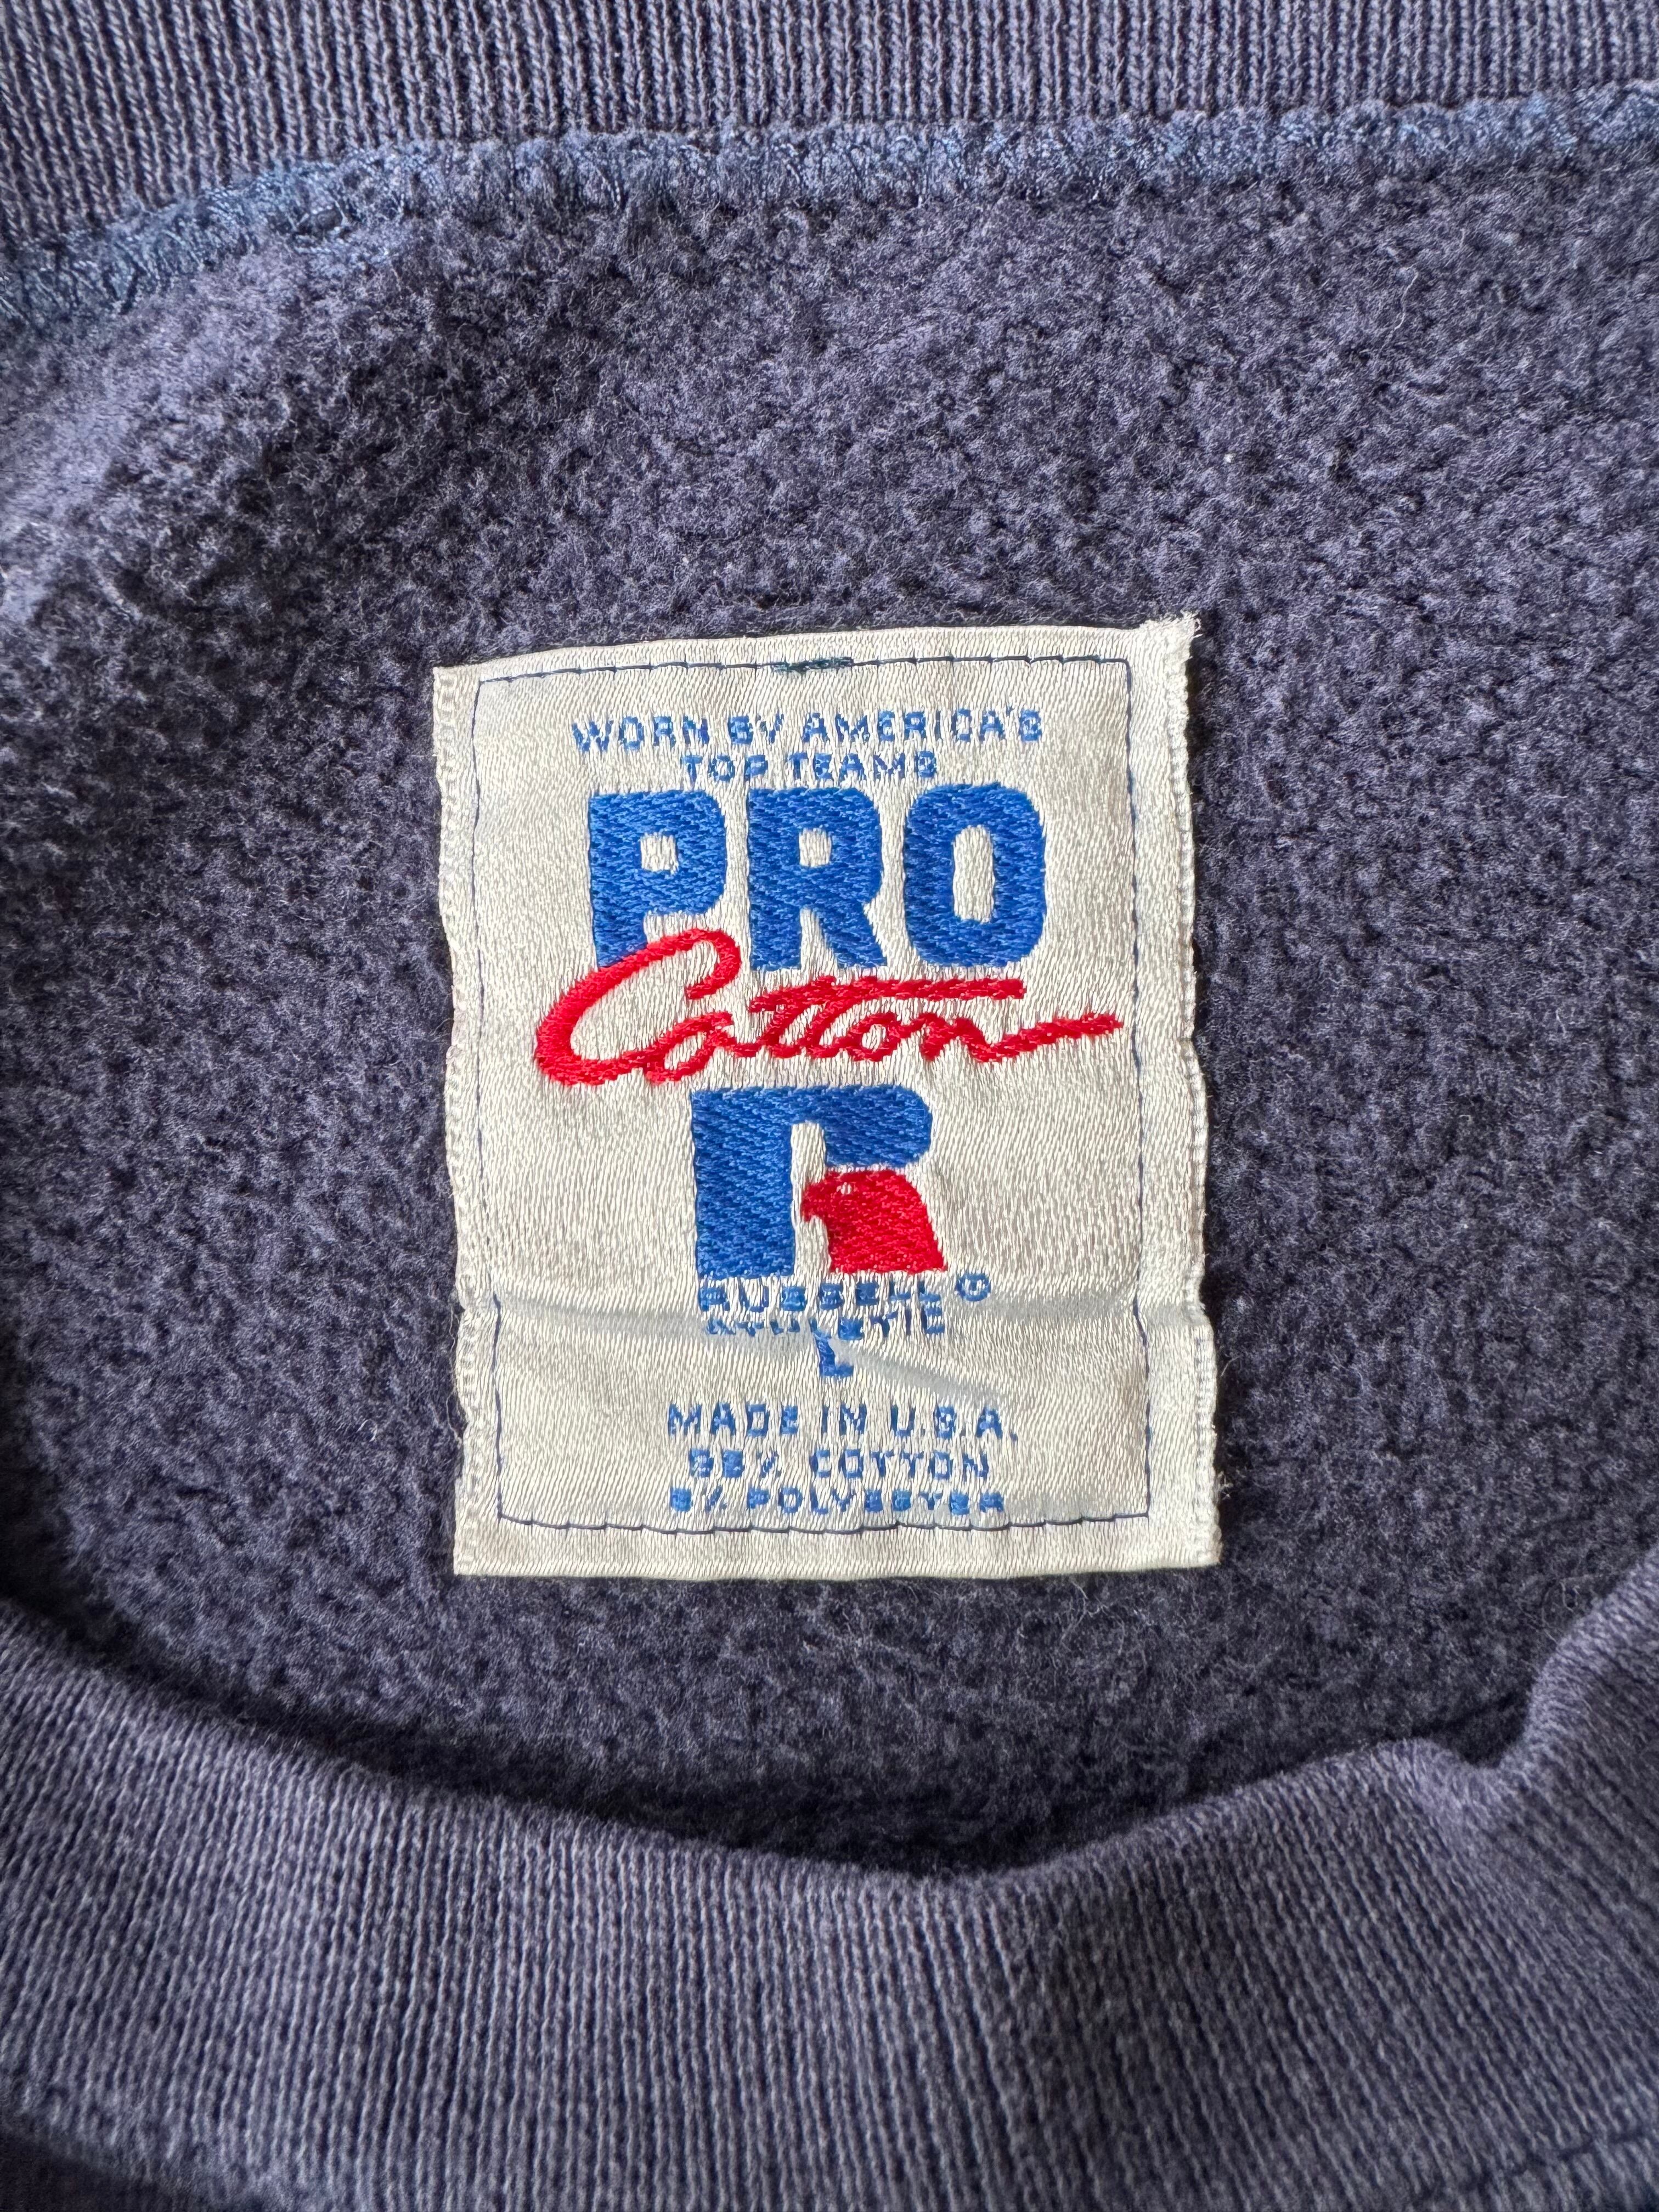 WORN BY AMERICA'S
TOP TEAMS
PRO
Cotton
R
RUSSELL®
ATHLETIC
L
MADE IN U.S.A.
95% COTTON
5% POLYESTER